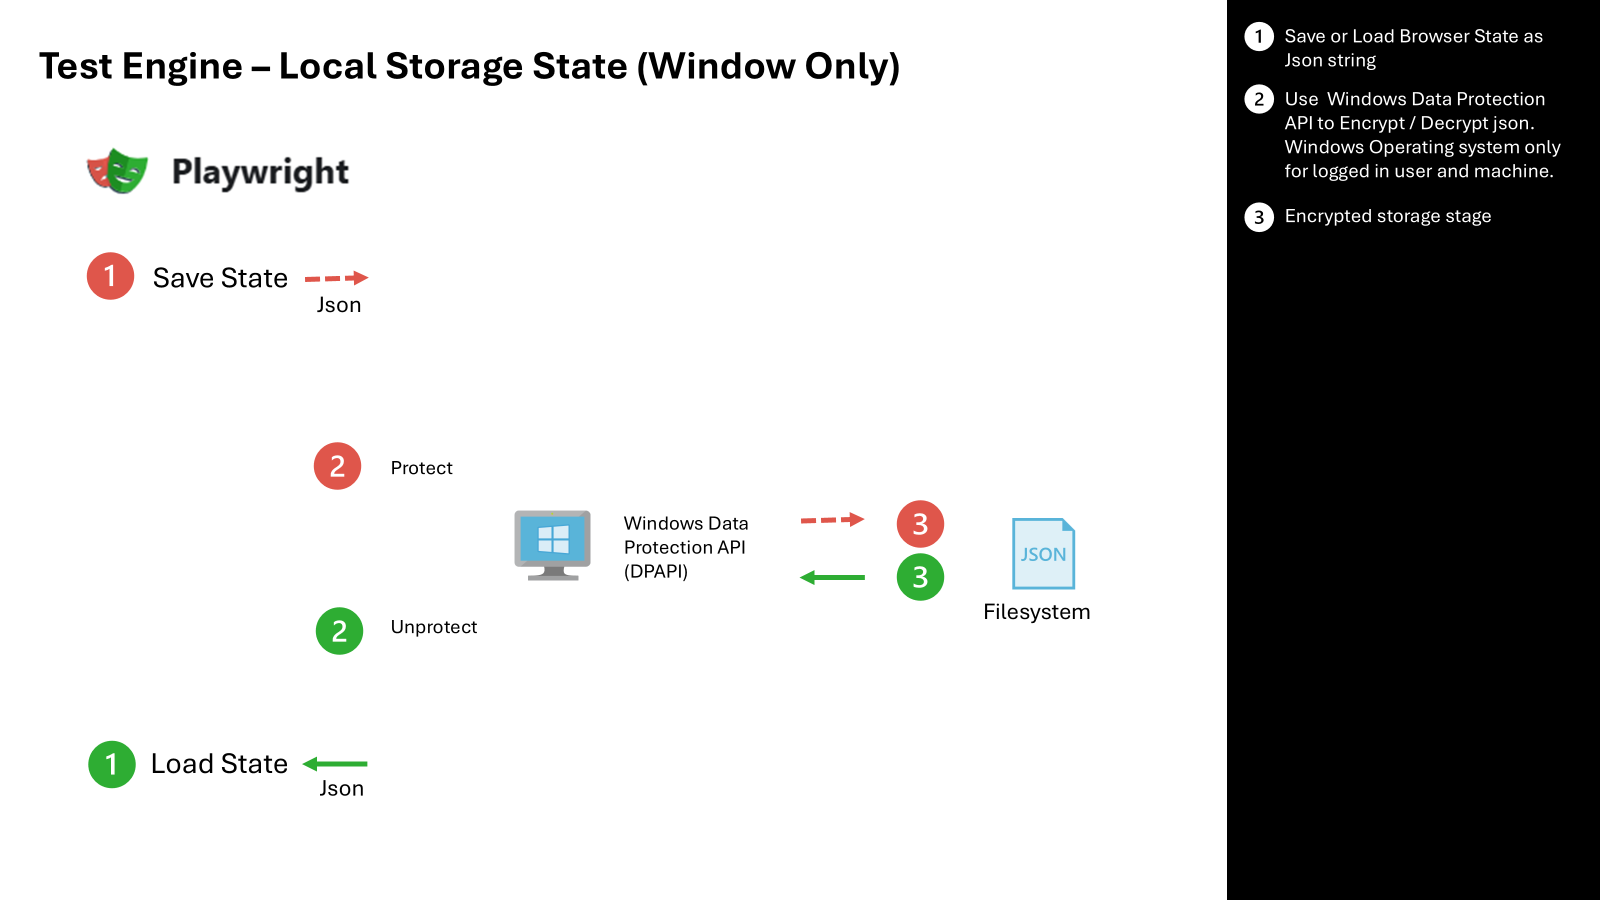 Test Engine – Local Storage State (Window Only)
Playwright
1 Save State
Json
2 Protect
Windows Data
Protection API
(DPAPI)
3
3
JSON
Filesystem
2 Unprotect
1 Load State
Json
1 Save or Load Browser State as
Json string
2 Use  Windows Data Protection
API to Encrypt / Decrypt json.
Windows Operating system only
for logged in user and machine.
3 Encrypted storage stage